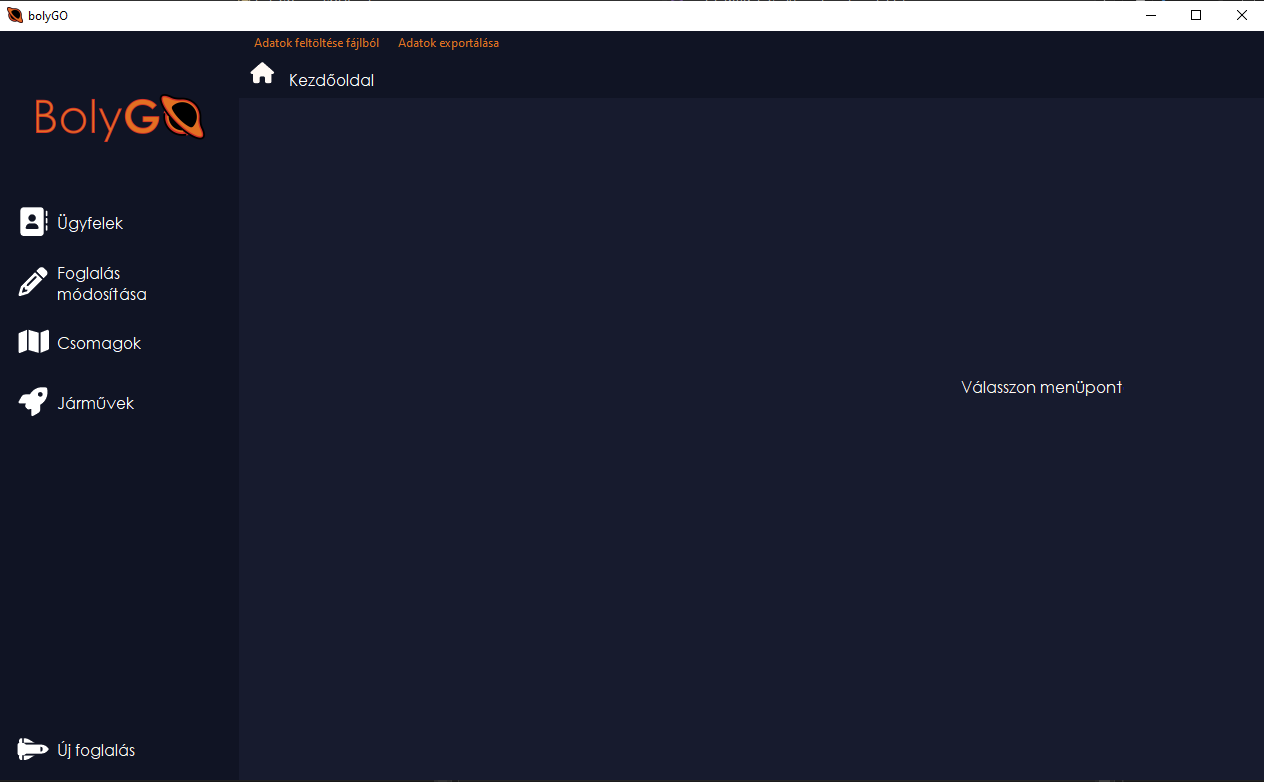 bolyGO
Adatok feltöltése fájlból Adatok exportálása
Kezdőoldal
BolyGO
Ügyfelek
Foglalás
módosítása
Csomagok
Járművek
Válasszon menüpont
Új foglalás